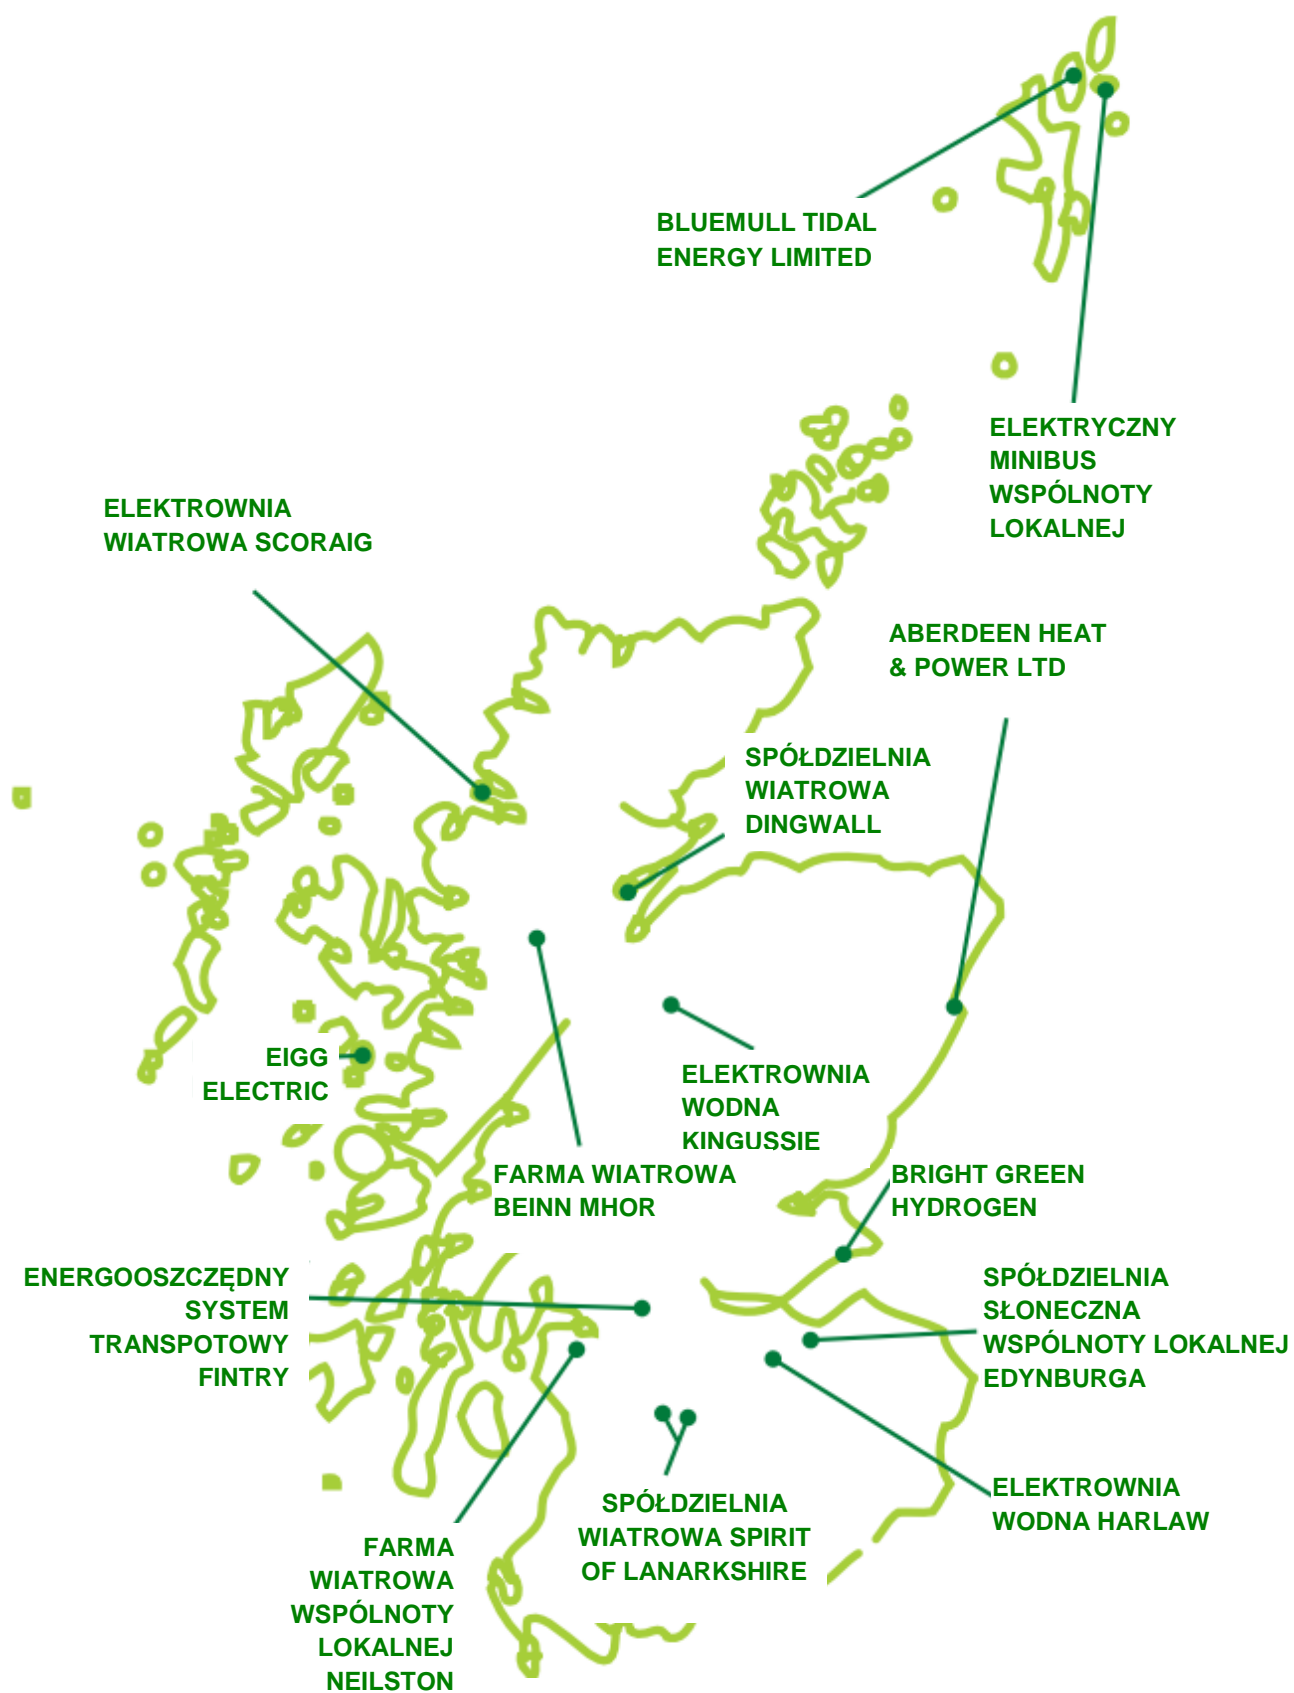 BLUEMULL TIDAL
ENERGY LIMITED
ELEKTRYCZNY
MINIBUS
WSPÓLNOTY
LOKALNEJ
ELEKTROWNIA
WIATROWA SCORAIG
ABERDEEN HEAT
& POWER LTD
SPÓŁDZIELNIA
WIATROWA
DINGWALL
EIGG
ELECTRIC
ELEKTROWNIA
WODNA
KINGUSSIE
FARMA WIATROWA
BEINN MHOR
BRIGHT GREEN
HYDROGEN
ENERGOOSZCZĘDNY
SYSTEM
TRANSPOTOWY
FINTRY
SPÓŁDZIELNIA
SŁONECZNA
WSPÓLNOTY LOKALNEJ
EDYNBURGA
ELEKTROWNIA
WODNA HARLAW
SPÓŁDZIELNIA
WIATROWA SPIRIT
OF LANARKSHIRE
FARMA
WIATROWA
WSPÓLNOTY
LOKALNEJ
NEILSTON